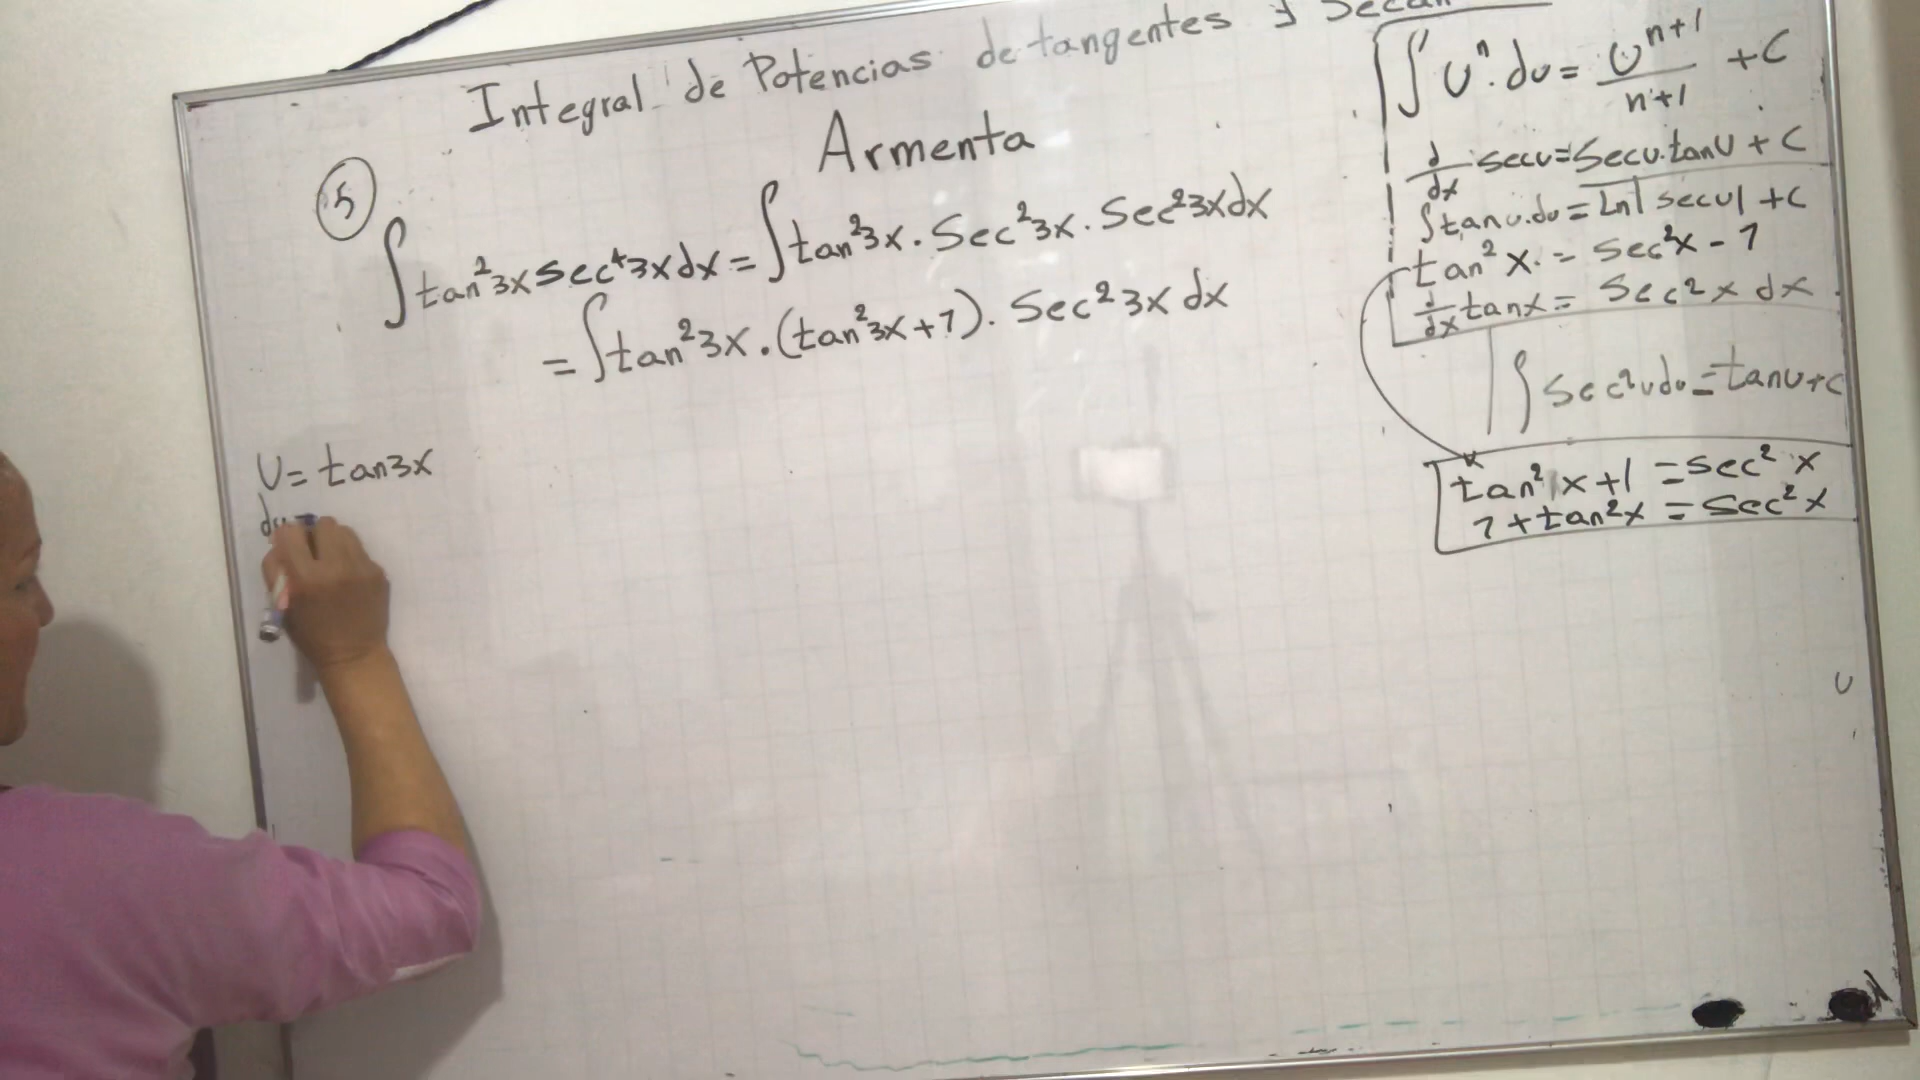 Integral de Potencias de tangentes y
Armenta
5
∫tan²3x sec⁴3x dx = ∫tan²3x . Sec²3x . Sec²3x dx
= ∫tan²3x . (tan²3x+1) . Sec²3x dx
U = tan3x
du =
∫Uⁿ . du = Uⁿ⁺¹/n+1 + C
d/dx secu = Secu.tanU + C
∫tanu.du = Ln|secu| + C
tan²x = Sec²x - 1
d/dx tanx = Sec²x dx
∫Sec²u du = tanu+C
tan²x+1 = sec²x
1+tan²x = Sec²x
U